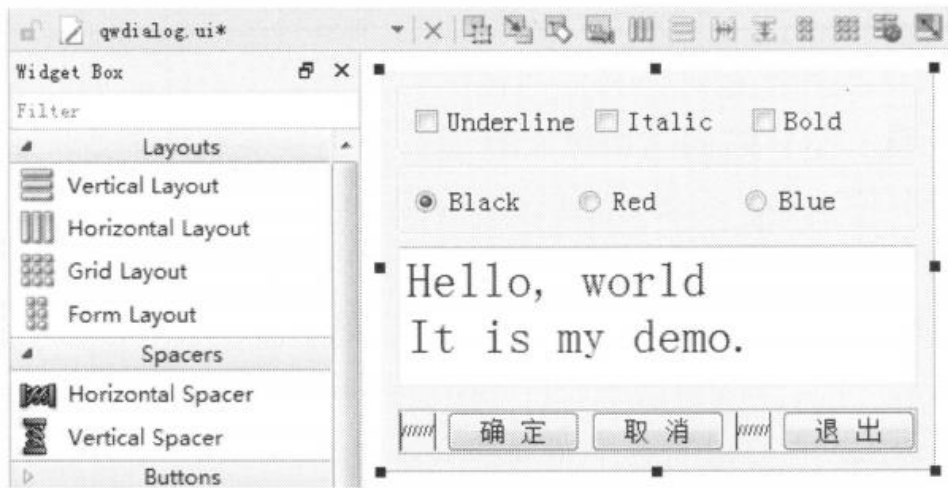 qwdialog.ui*
Widget Box
Filter
Layouts
Vertical Layout
Horizontal Layout
Grid Layout
Form Layout
Spacers
Horizontal Spacer
Vertical Spacer
Buttons
Underline Italic Bold
Black Red Blue
Hello, world
It is my demo.
确定 取消 退出